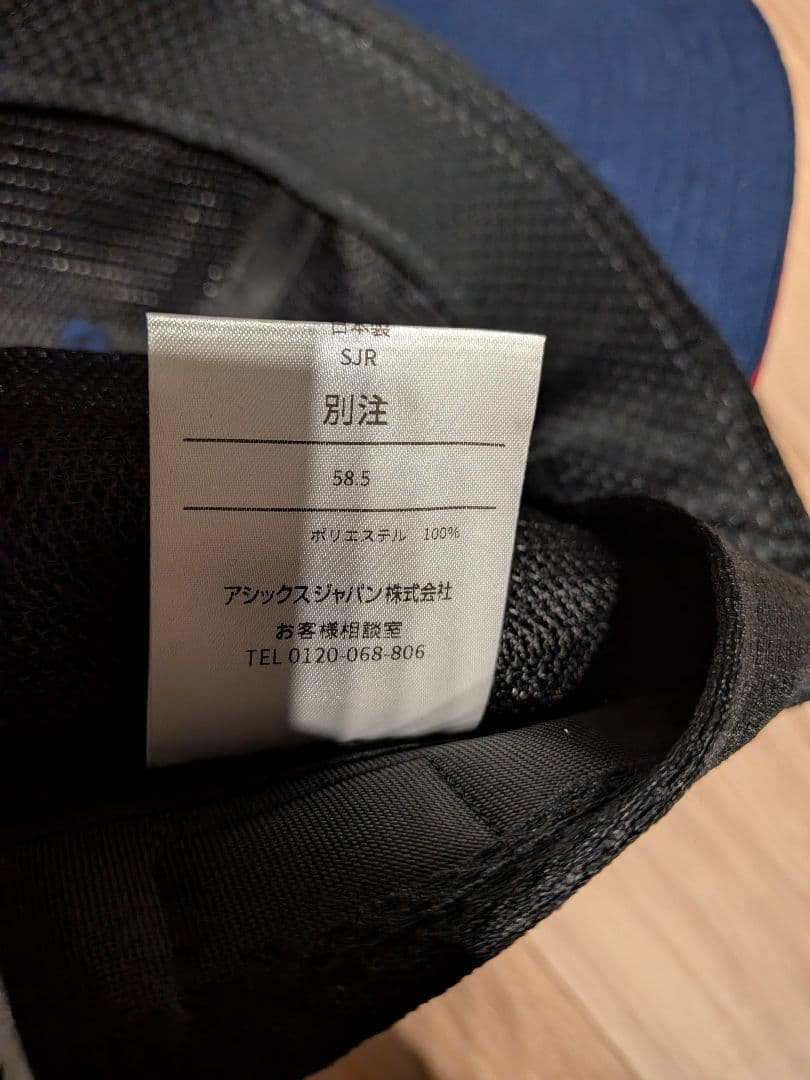 日本製
SJR
別注
58.5
ポリエステル 100%
アシックスジャパン株式会社
お客様相談室
TEL 0120-068-806